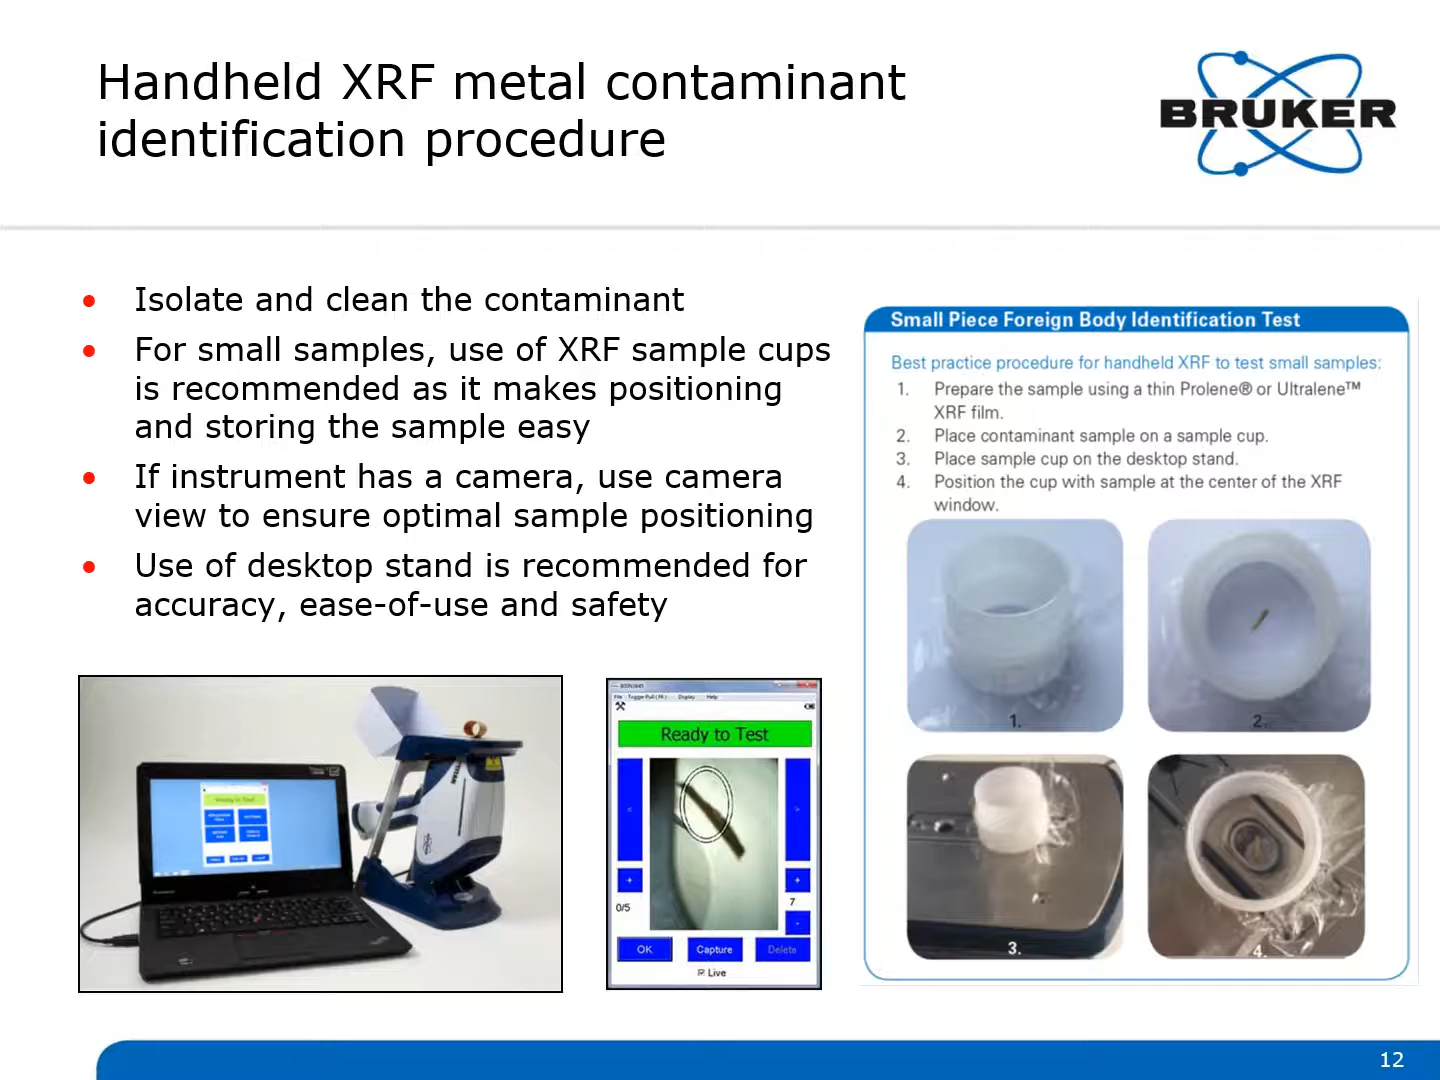 Handheld XRF metal contaminant
identification procedure
BRUKER
• Isolate and clean the contaminant
• For small samples, use of XRF sample cups
is recommended as it makes positioning
and storing the sample easy
• If instrument has a camera, use camera
view to ensure optimal sample positioning
• Use of desktop stand is recommended for
accuracy, ease-of-use and safety
Small Piece Foreign Body Identification Test
Best practice procedure for handheld XRF to test small samples:
1. Prepare the sample using a thin Prolene® or Ultralene™
XRF film.
2. Place contaminant sample on a sample cup.
3. Place sample cup on the desktop stand.
4. Position the cup with sample at the center of the XRF
window.
1.
2.
3.
4.
Ready to Test
File Display Help
Ready to Test
<
>
+
+
0/5
7
-
OK Capture Delete
Live
12